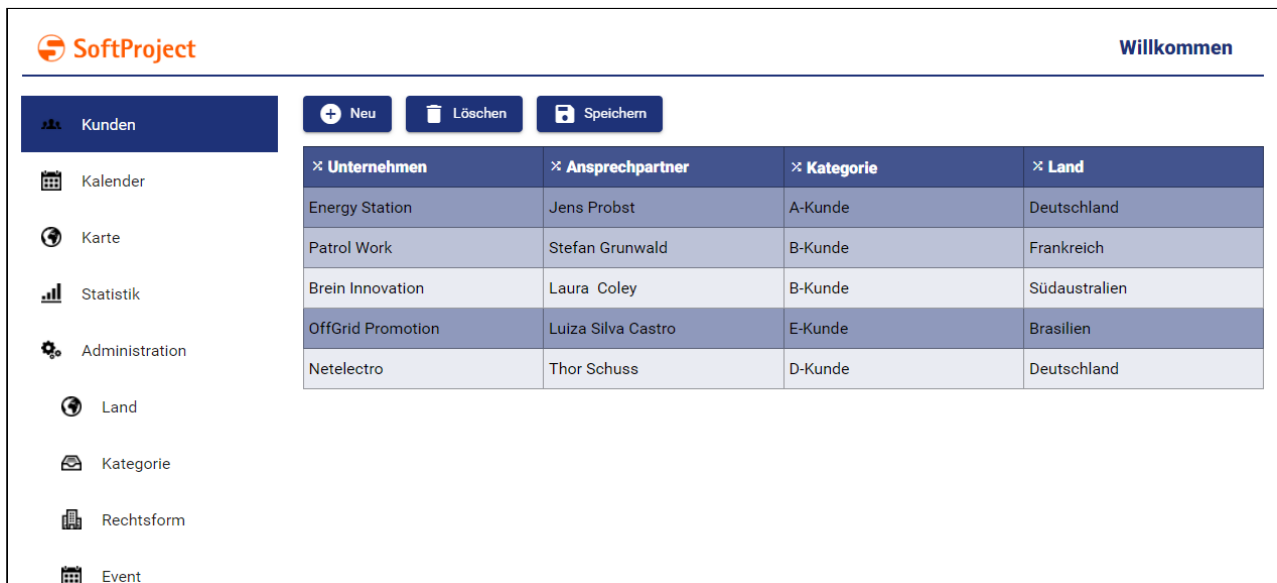 SoftProject
Willkommen
Kunden
Kalender
Karte
Statistik
Administration
Land
Kategorie
Rechtsform
Event
Neu Löschen Speichern
Unternehmen Ansprechpartner Kategorie Land
Energy Station Jens Probst A-Kunde Deutschland
Patrol Work Stefan Grunwald B-Kunde Frankreich
Brein Innovation Laura  Coley B-Kunde Südaustralien
OffGrid Promotion Luiza Silva Castro E-Kunde Brasilien
Netelectro Thor Schuss D-Kunde Deutschland